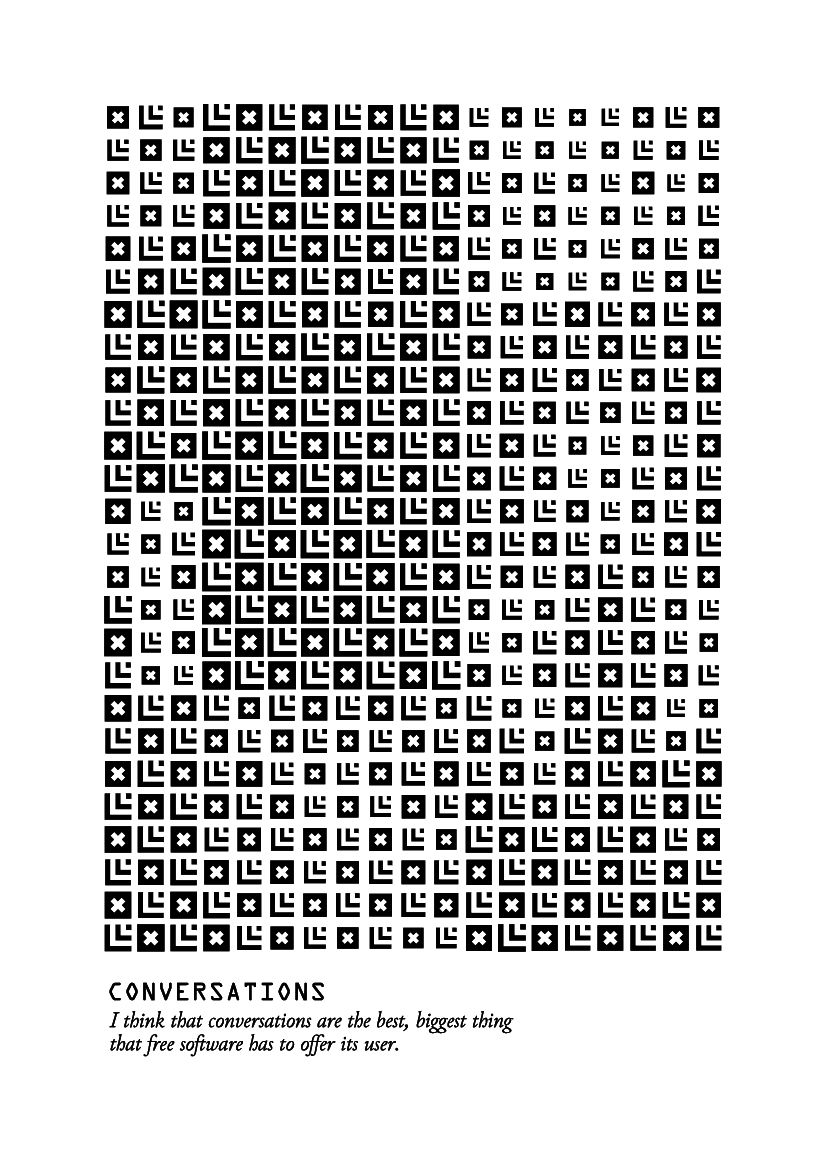 CONVERSATIONS
I think that conversations are the best, biggest thing
that free software has to offer its user.